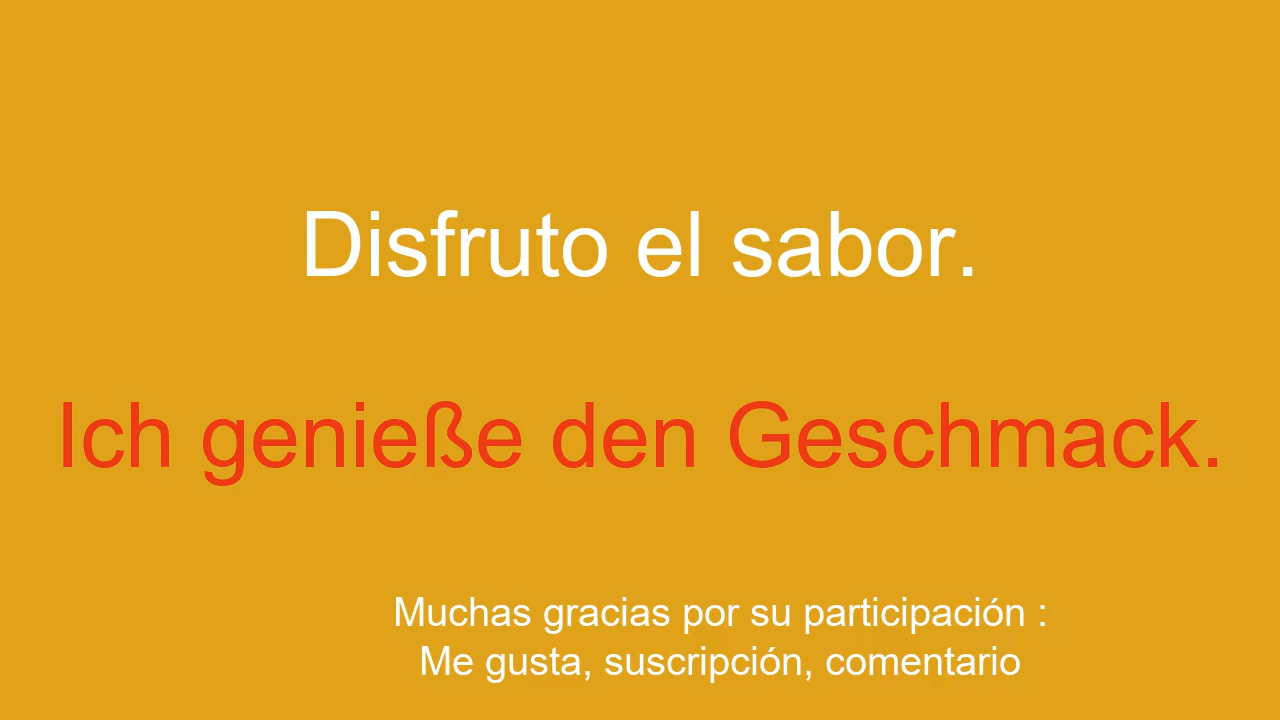 Disfruto el sabor.
Ich genieße den Geschmack.
Muchas gracias por su participación :
Me gusta, suscripción, comentario